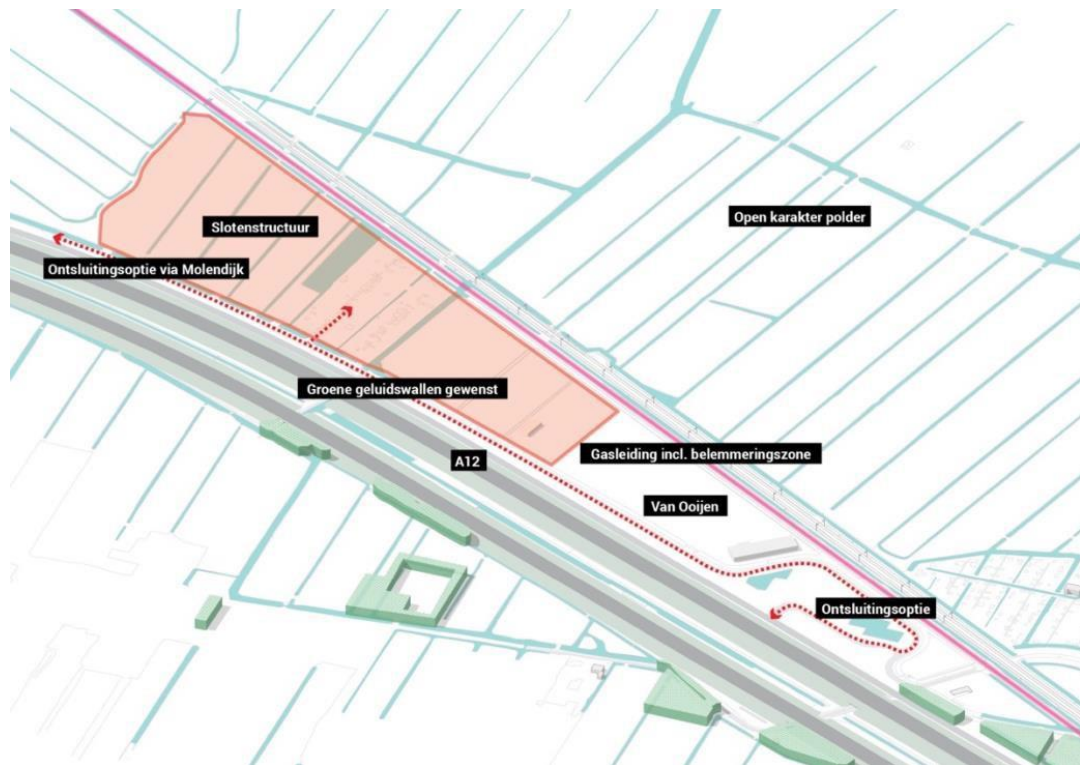 Slotenstructuur
Open karakter polder
Ontsluitingsoptie via Molendijk
Groene geluidswallen gewenst
Gasleiding incl. belemmeringszone
A12
Van Ooijen
Ontsluitingsoptie